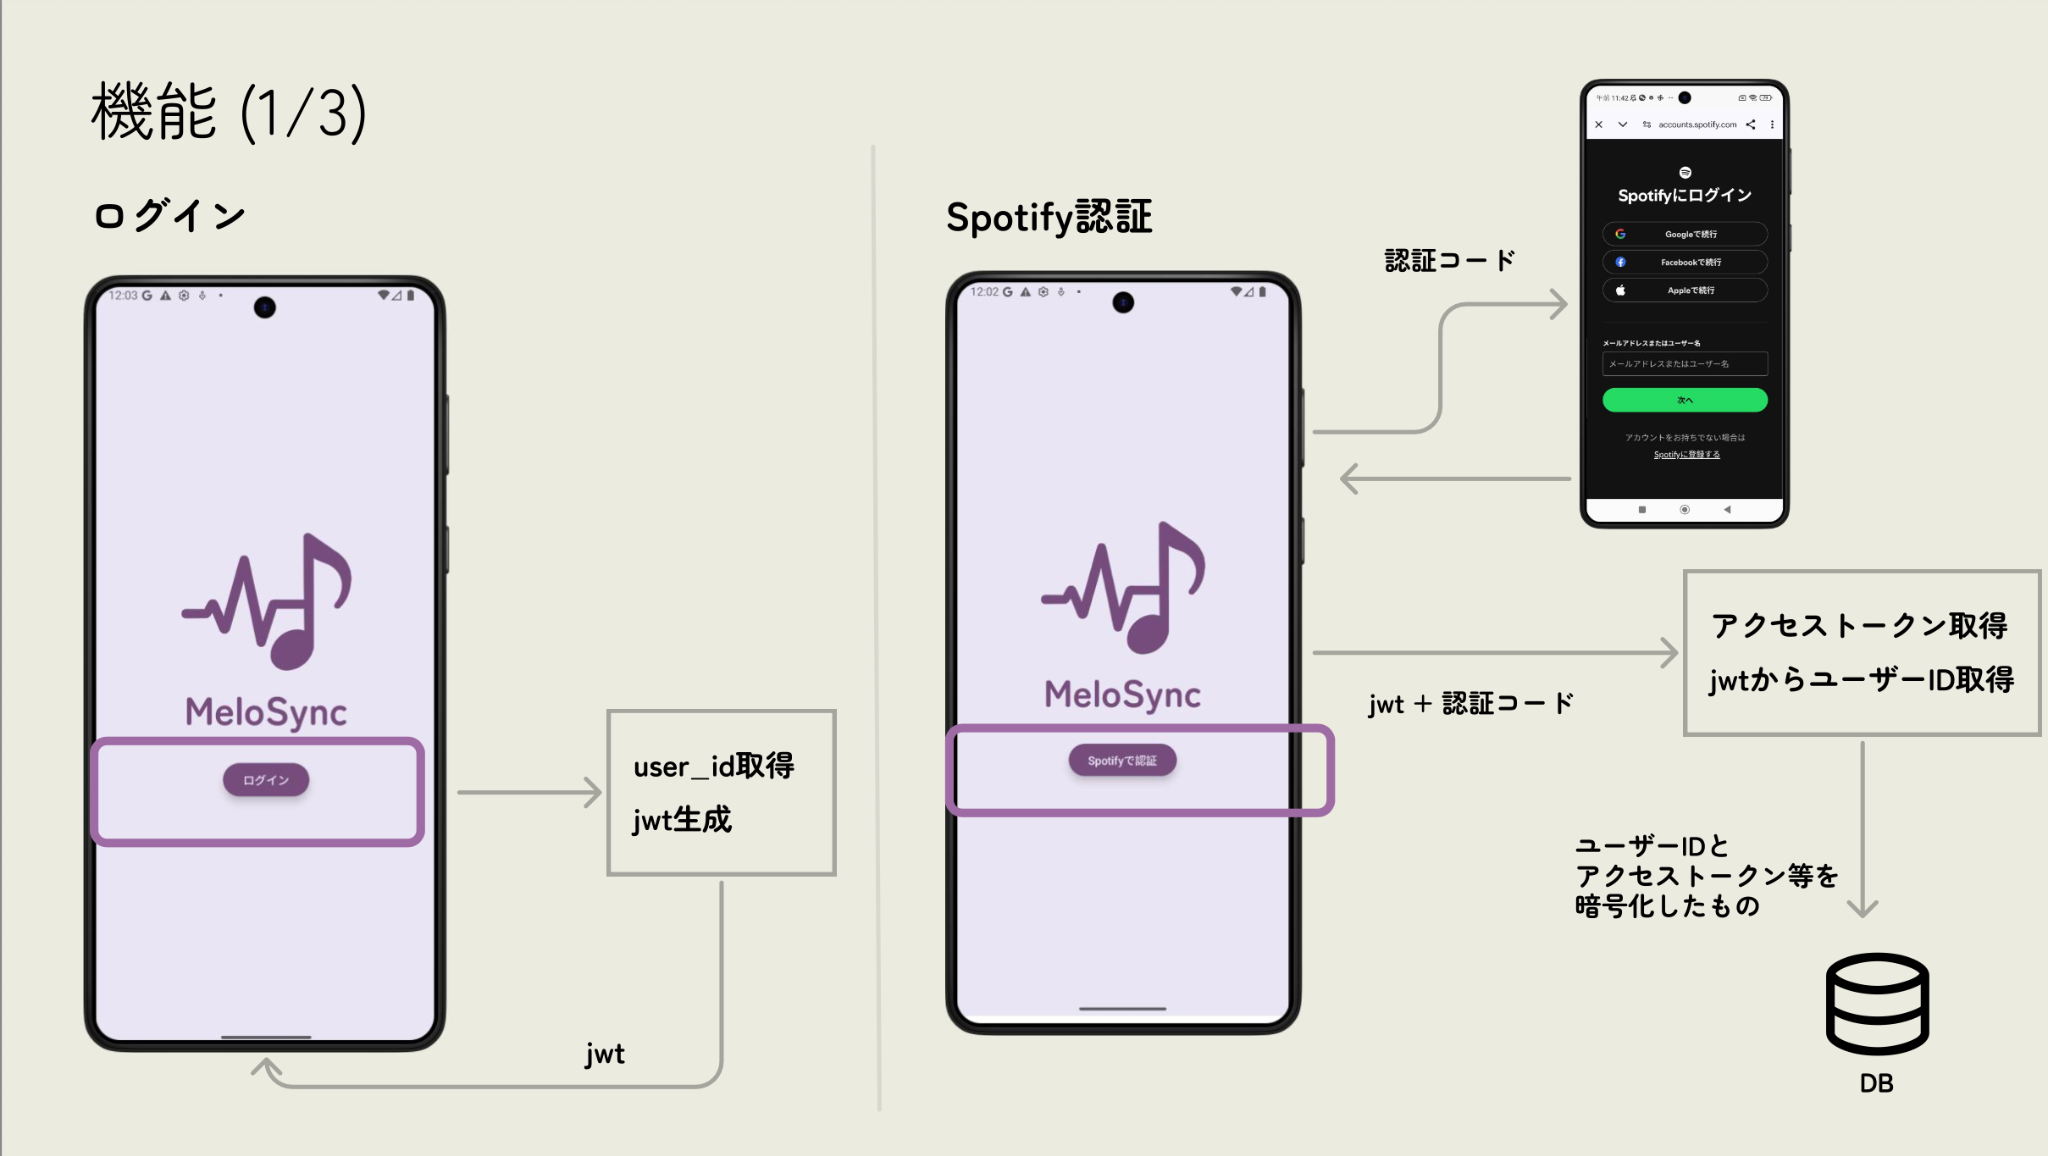 機能 (1/3)
ログイン
12:03
MeloSync
ログイン
user_id取得
jwt生成
jwt
Spotify認証
12:02
MeloSync
Spotifyで認証
認証コード
午前 11:42
accounts.spotify.com
Spotifyにログイン
Googleで続行
Facebookで続行
Appleで続行
メールアドレスまたはユーザー名
メールアドレスまたはユーザー名
次へ
アカウントをお持ちでない場合は
Spotifyに登録する
jwt + 認証コード
アクセストークン取得
jwtからユーザーID取得
ユーザーIDと
アクセストークン等を
暗号化したもの
DB